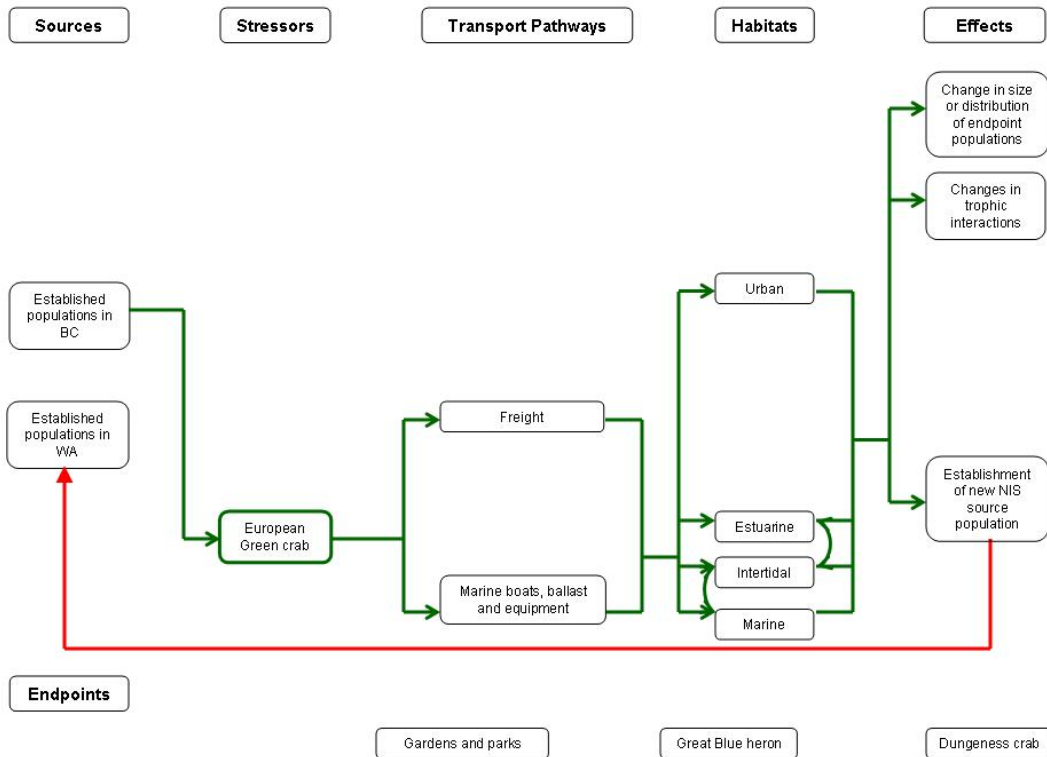 Sources
Stressors
Transport Pathways
Habitats
Effects
Change in size
or distribution
of endpoint
populations
Changes in
trophic
interactions
Established
populations in
BC
Urban
Established
populations in
WA
Freight
European
Green crab
Estuarine
Establishment
of new NIS
source
population
Marine boats, ballast
and equipment
Intertidal
Marine
Endpoints
Gardens and parks
Great Blue heron
Dungeness crab